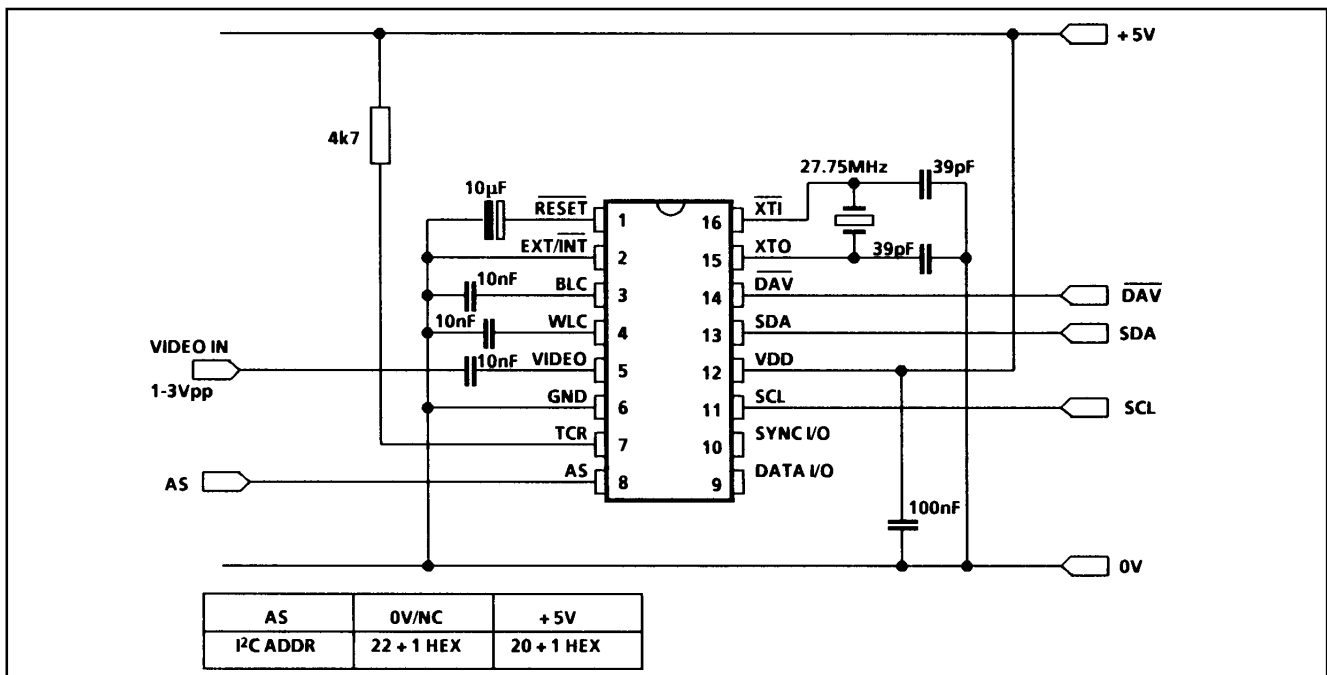 + 5V
4k7
27.75MHz
39pF
10µF
RESET
1
16
XTI
EXT/INT
2
15
XTO
39pF
10nF
BLC
3
14
DAV
DAV
10nF
WLC
4
13
SDA
SDA
VIDEO IN
1-3Vpp
10nF
VIDEO
5
12
VDD
GND
6
11
SCL
SCL
TCR
7
10
SYNC I/O
AS
AS
8
9
DATA I/O
100nF
0V
AS 0V/NC + 5V
I²C ADDR 22 + 1 HEX 20 + 1 HEX